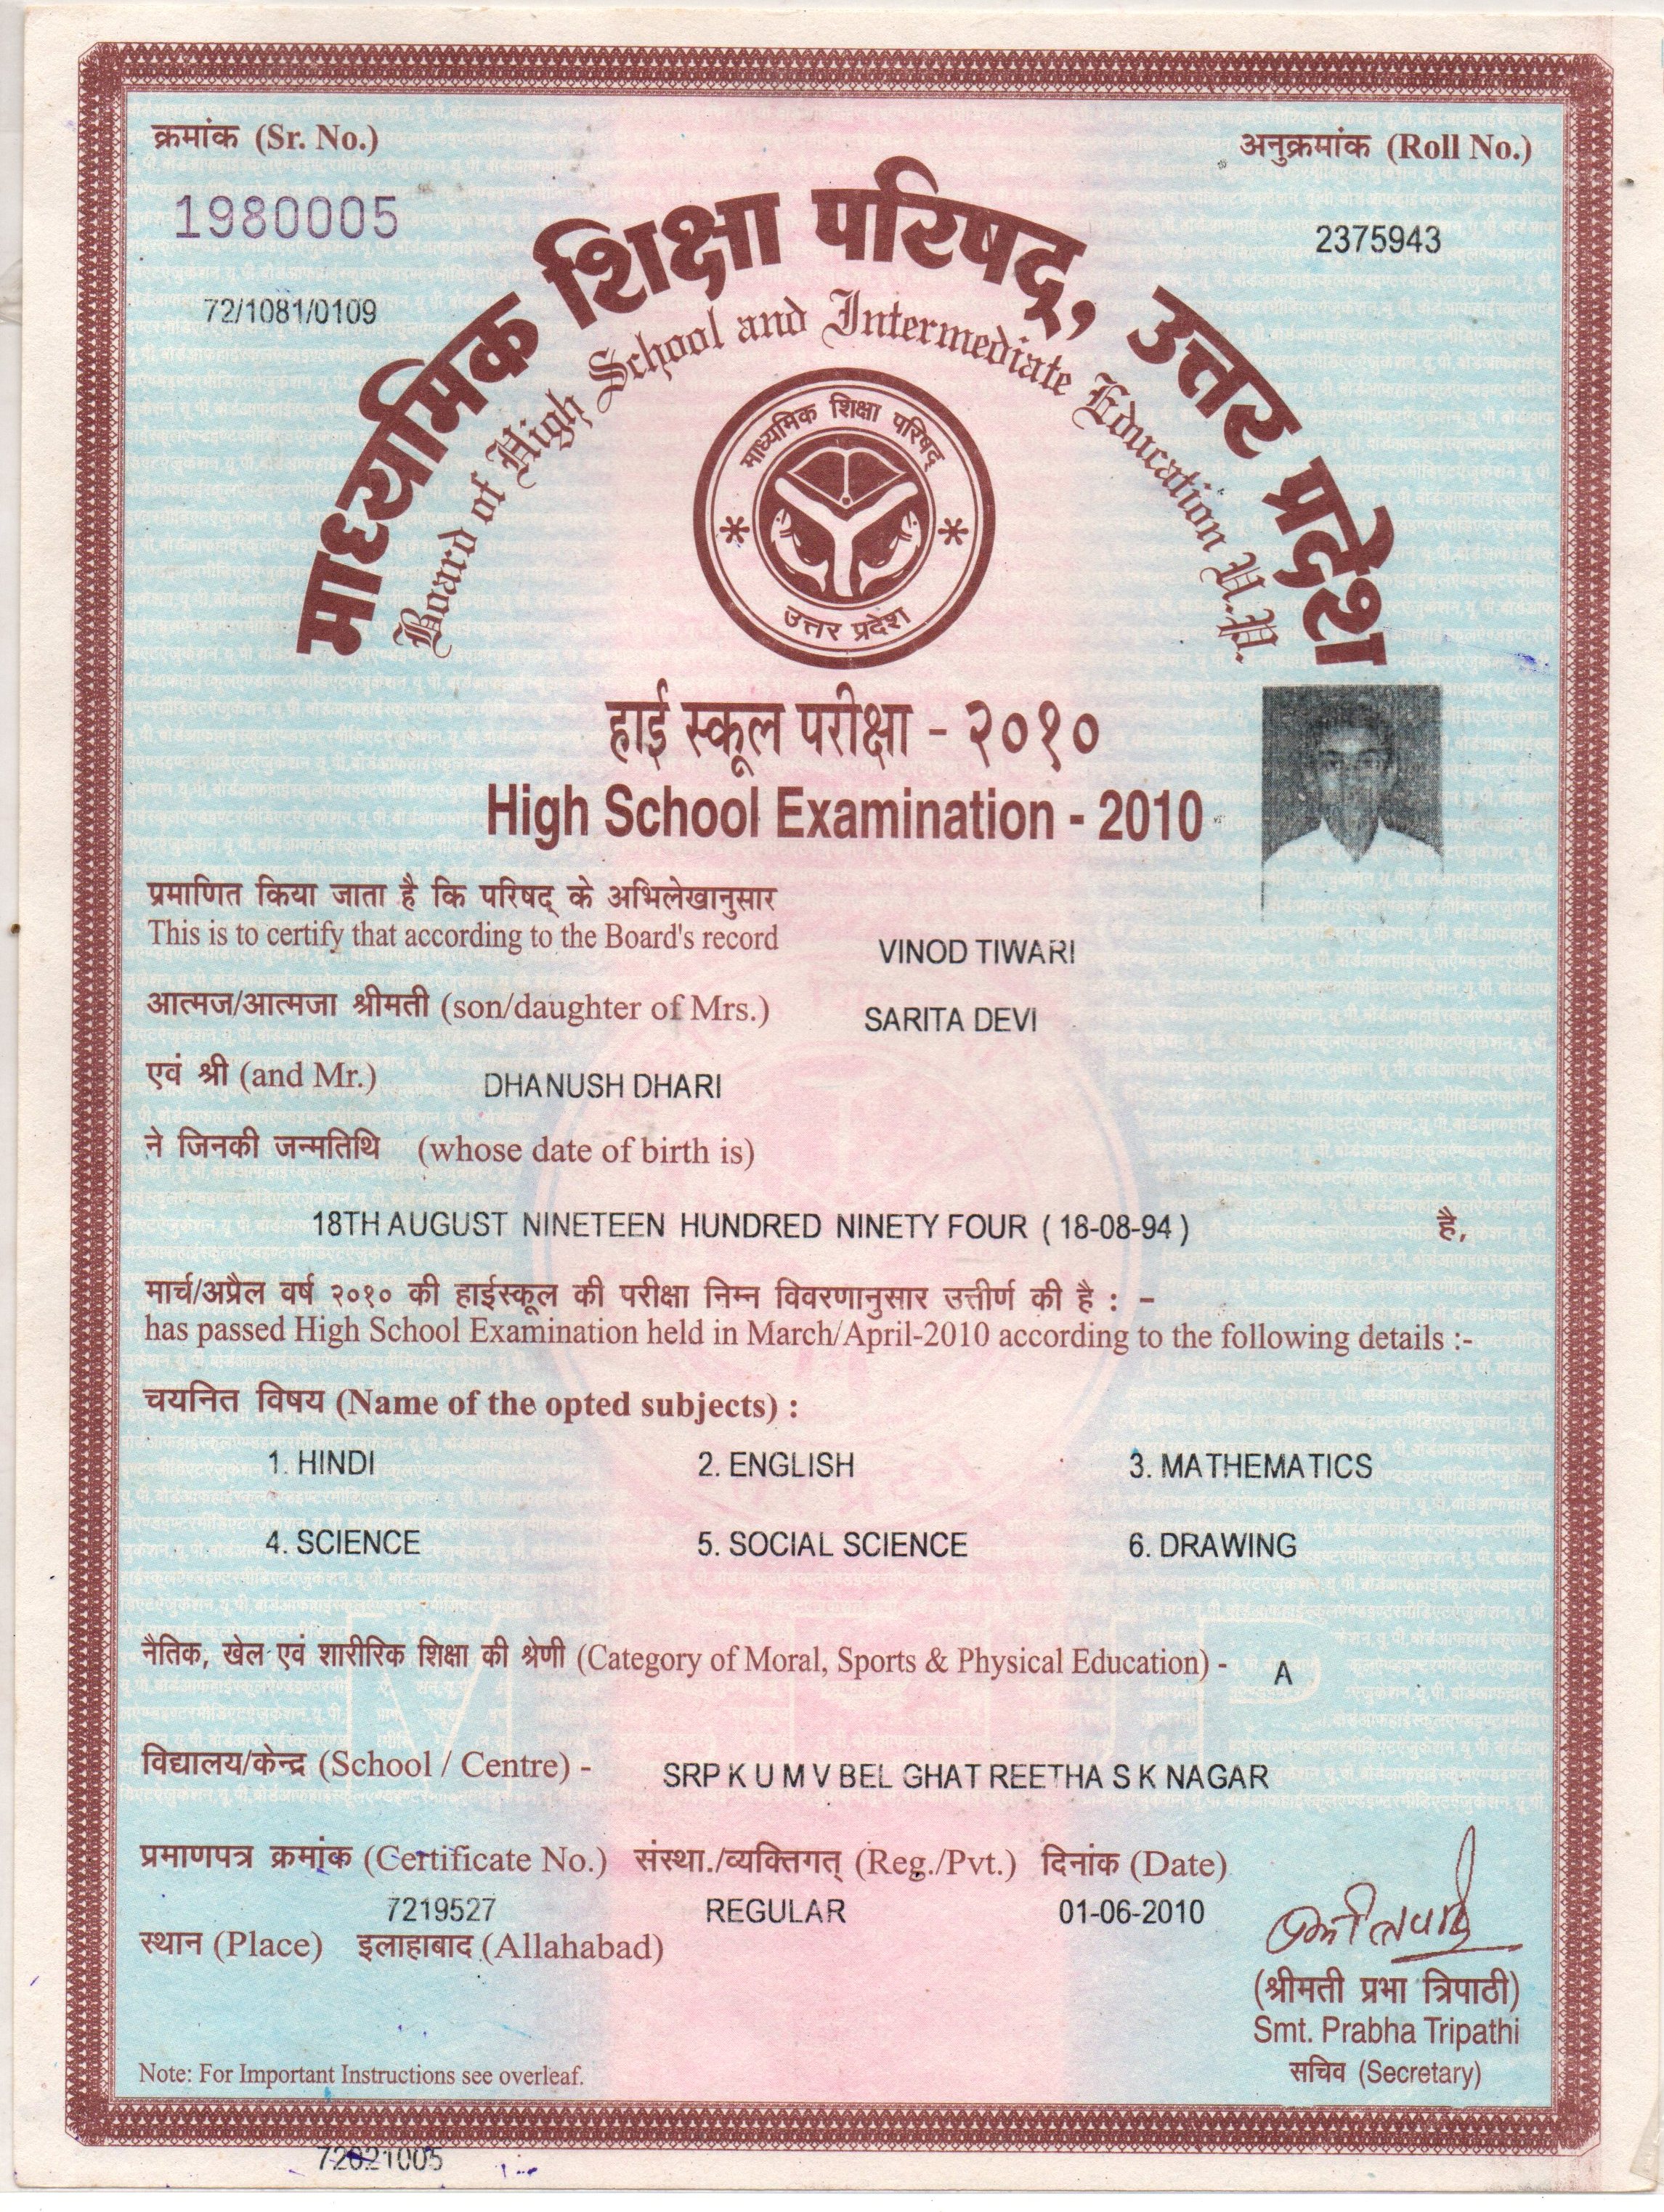 क्रमांक (Sr. No.)
अनुक्रमांक (Roll No.)
1980005
2375943
72/1081/0109
माध्यमिक शिक्षा परिषद्, उत्तर प्रदेश
Board of High School and Intermediate Education U.P.
माध्यमिक शिक्षा परिषद्
उत्तर प्रदेश
हाई स्कूल परीक्षा - २०१०
High School Examination - 2010
प्रमाणित किया जाता है कि परिषद् के अभिलेखानुसार
This is to certify that according to the Board's record VINOD TIWARI
आत्मज/आत्मजा श्रीमती (son/daughter of Mrs.) SARITA DEVI
एवं श्री (and Mr.) DHANUSH DHARI
ने जिनकी जन्मतिथि (whose date of birth is)
18TH AUGUST NINETEEN HUNDRED NINETY FOUR ( 18-08-94 ) है,
मार्च/अप्रैल वर्ष २०१० की हाईस्कूल की परीक्षा निम्न विवरणानुसार उत्तीर्ण की है : -
has passed High School Examination held in March/April-2010 according to the following details :-
चयनित विषय (Name of the opted subjects) :
1. HINDI 2. ENGLISH 3. MATHEMATICS
4. SCIENCE 5. SOCIAL SCIENCE 6. DRAWING
नैतिक, खेल एवं शारीरिक शिक्षा की श्रेणी (Category of Moral, Sports & Physical Education) - A
विद्यालय/केन्द्र (School / Centre) - SRP K U M V BEL GHAT REETHA S K NAGAR
प्रमाणपत्र क्रमांक (Certificate No.) संस्था./व्यक्तिगत् (Reg./Pvt.) दिनांक (Date)
7219527 REGULAR 01-06-2010
स्थान (Place) इलाहाबाद (Allahabad)
(श्रीमती प्रभा त्रिपाठी)
Smt. Prabha Tripathi
सचिव (Secretary)
Note: For Important Instructions see overleaf.
72621005